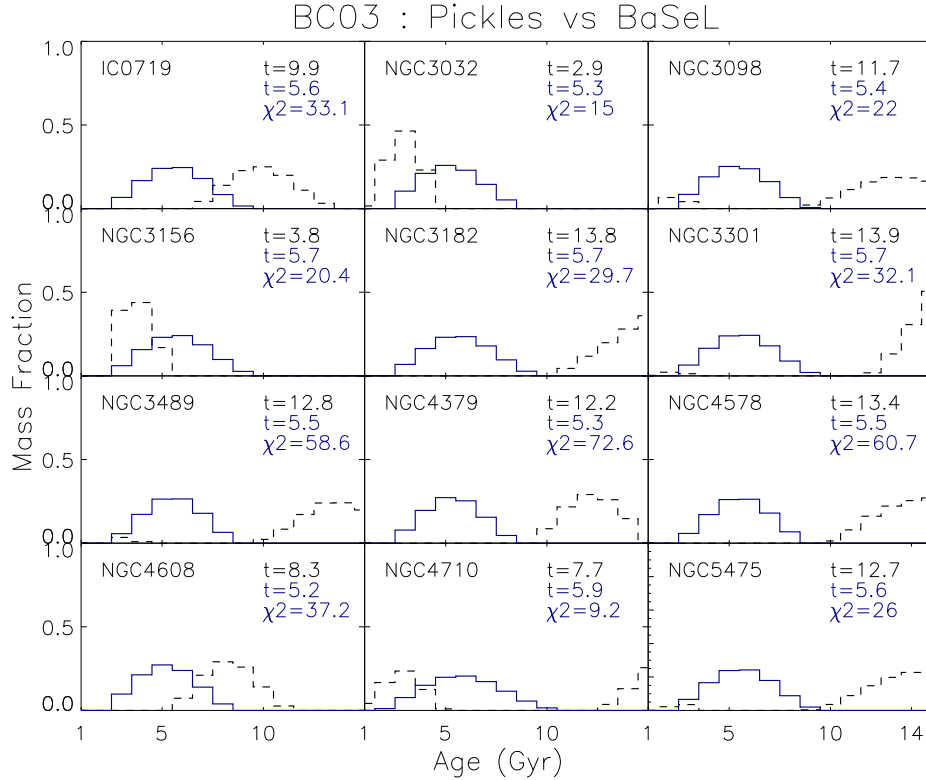 BC03 : Pickles vs BaSeL
1.0
IC0719
t=9.9
t=5.6
χ2=33.1
NGC3032
t=2.9
t=5.3
χ2=15
NGC3098
t=11.7
t=5.4
χ2=22
0.5
0.0
1.0
NGC3156
t=3.8
t=5.7
χ2=20.4
NGC3182
t=13.8
t=5.7
χ2=29.7
NGC3301
t=13.9
t=5.7
χ2=32.1
0.5
0.0
1.0
NGC3489
t=12.8
t=5.5
χ2=58.6
NGC4379
t=12.2
t=5.3
χ2=72.6
NGC4578
t=13.4
t=5.5
χ2=60.7
0.5
0.0
1.0
NGC4608
t=8.3
t=5.2
χ2=37.2
NGC4710
t=7.7
t=5.9
χ2=9.2
NGC5475
t=12.7
t=5.6
χ2=26
0.5
0.0
Mass Fraction
1 5 10 1 5 10 1 5 10 14
Age (Gyr)